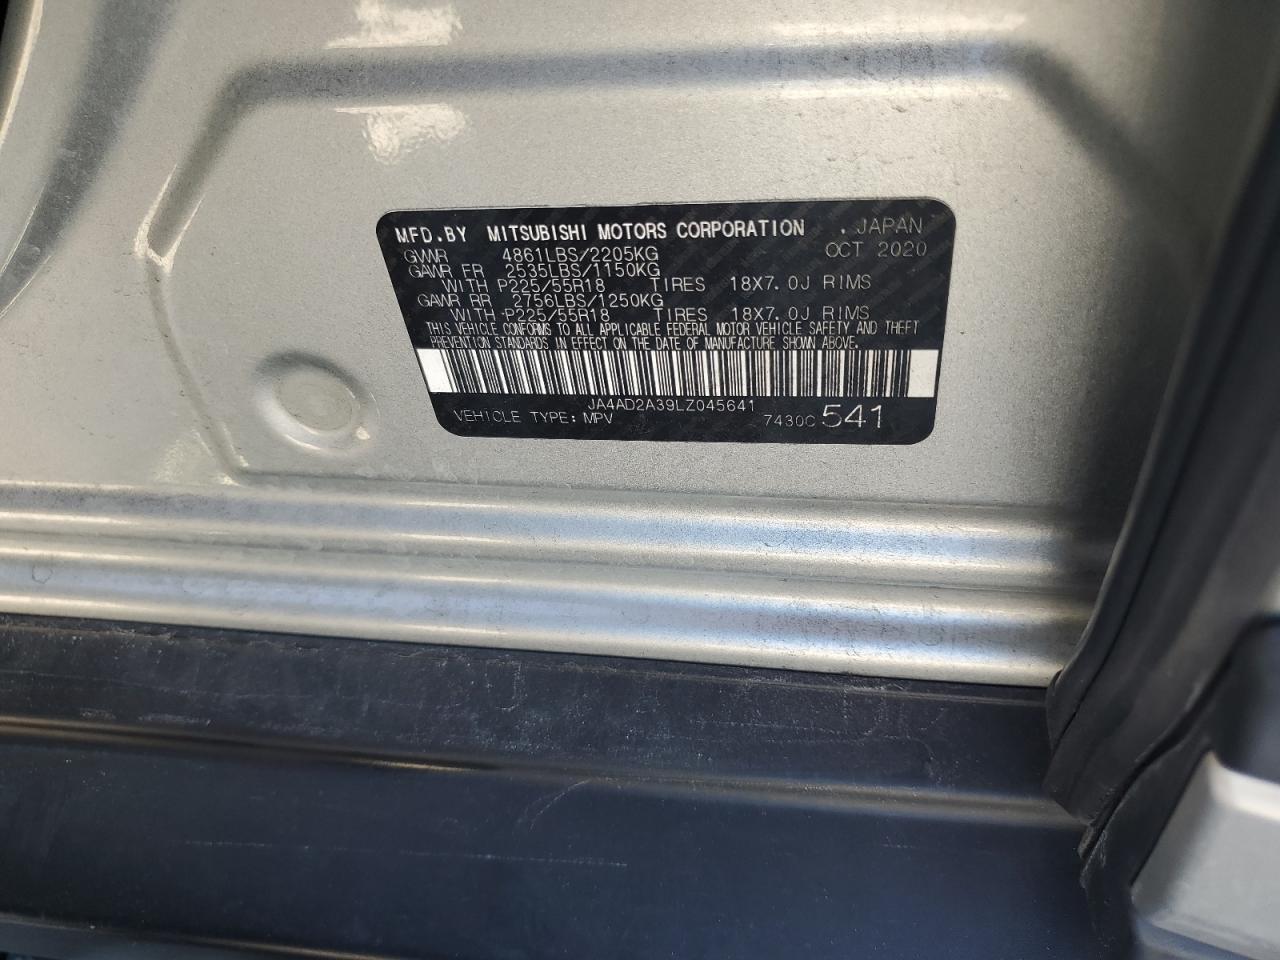 MFD.BY MITSUBISHI MOTORS CORPORATION . JAPAN
GVWR 4861LBS/2205KG OCT 2020
GAWR FR 2535LBS/1150KG
WITH P225/55R18 TIRES 18X7.0J RIMS
GAWR RR 2756LBS/1250KG
WITH P225/55R18 TIRES 18X7.0J RIMS
THIS VEHICLE CONFORMS TO ALL APPLICABLE FEDERAL MOTOR VEHICLE SAFETY AND THEFT
PREVENTION STANDARDS IN EFFECT ON THE DATE OF MANUFACTURE SHOWN ABOVE.
JA4AD2A39LZ045641
VEHICLE TYPE: MPV 7430C 541